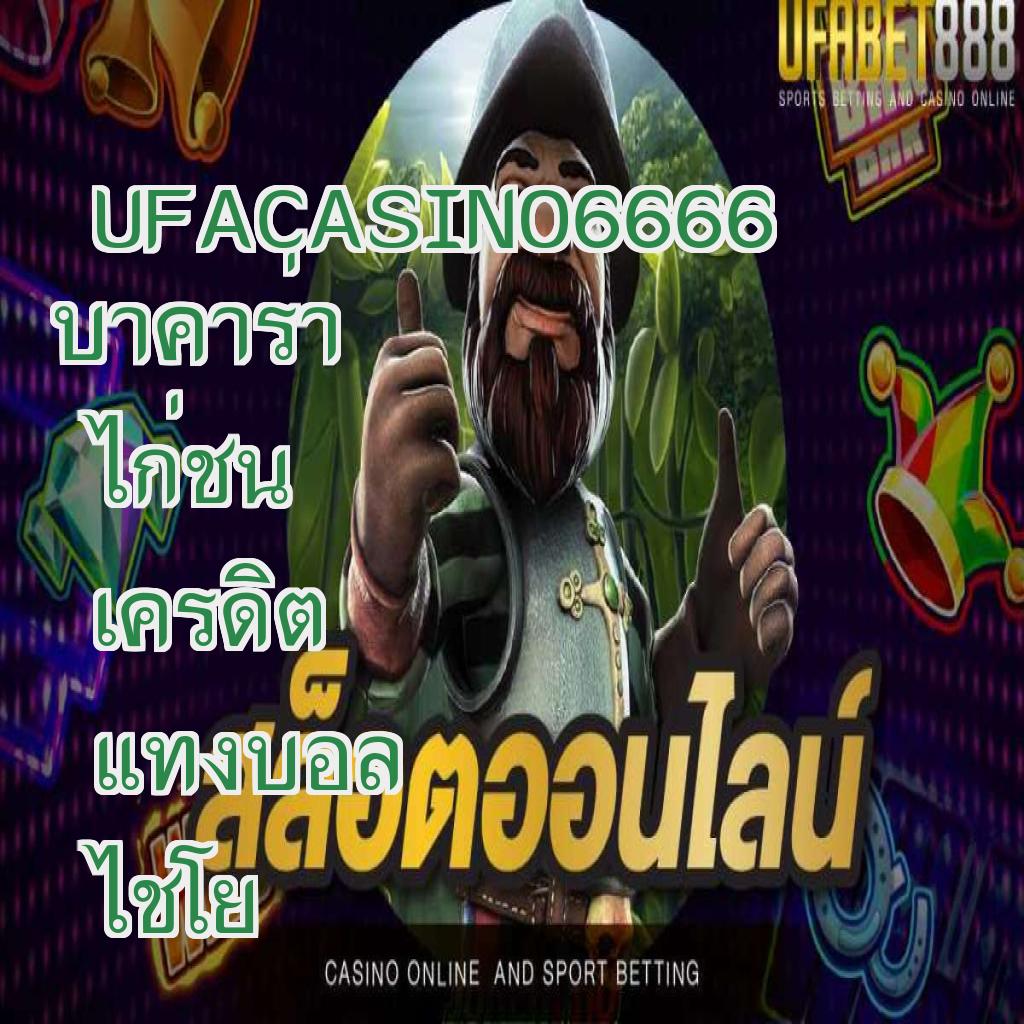 UFABET888
SPORTS BETTING AND CASINO ONLINE
BAR
UFACASINO6666
บาคาร่า
ไก่ชน
เครดิต
แทงบอล
ไชโย
สล็อตออนไลน์
CASINO ONLINE AND SPORT BETTING